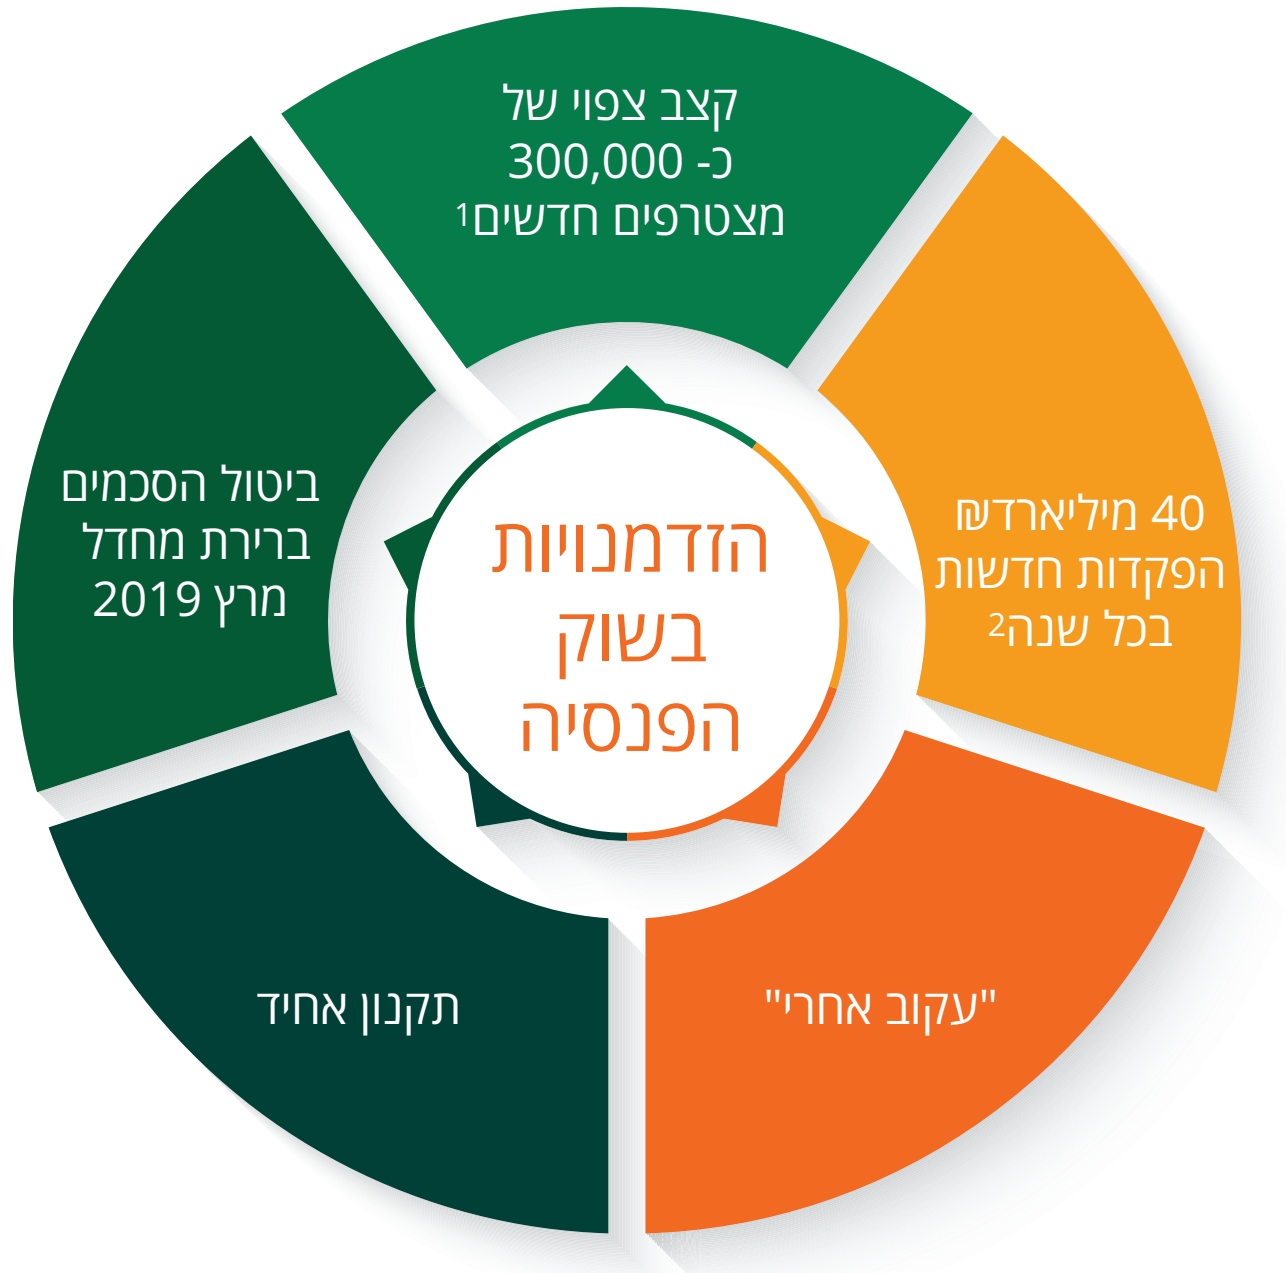 קצב צפוי של
כ- 300,000
מצטרפים חדשים1
40 מיליארד₪
הפקדות חדשות
בכל שנה2
"עקוב אחרי"
תקנון אחיד
ביטול הסכמים
ברירת מחדל
מרץ 2019
הזדמנויות
בשוק
הפנסיה